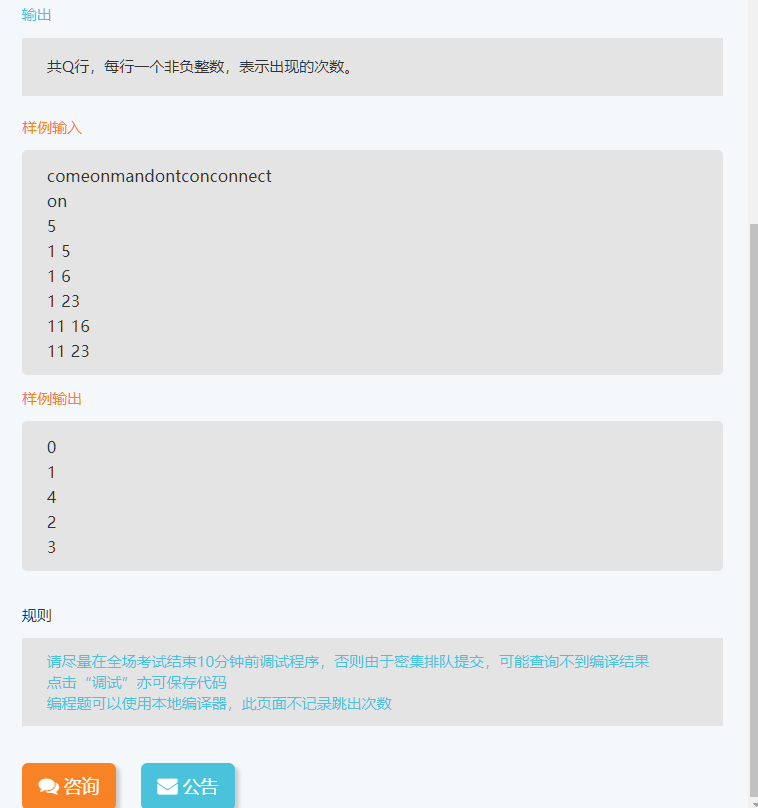 输出
共Q行，每行一个非负整数，表示出现的次数。
样例输入
comeonmandontconconnect
on
5
1 5
1 6
1 23
11 16
11 23
样例输出
0
1
4
2
3
规则
请尽量在全场考试结束10分钟前调试程序，否则由于密集排队提交，可能查询不到编译结果
点击“调试”亦可保存代码
编程题可以使用本地编译器，此页面不记录跳出次数
咨询 公告